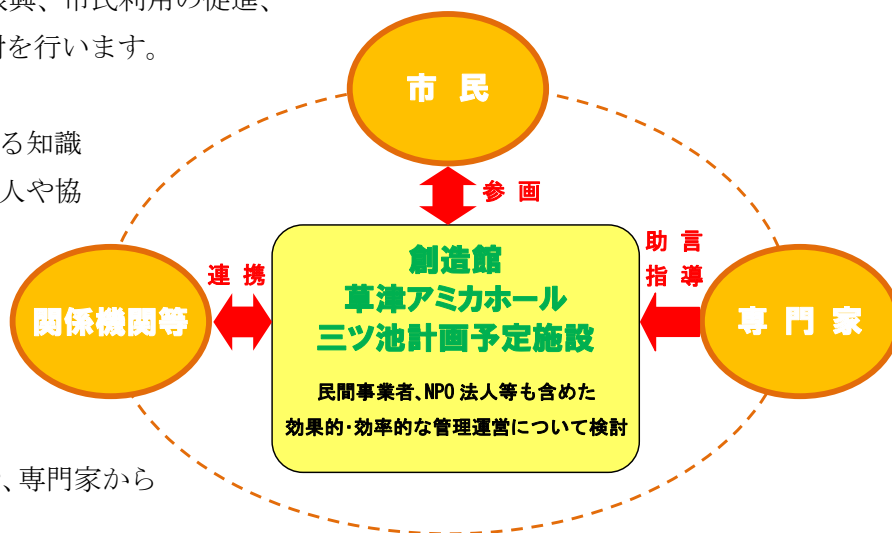 振興、市民利用の促進、
討を行います。
市 民
る知識
人や協
参 画
助 言
指 導
連 携
創造館
草津アミカホール
三ツ池計画予定施設
関係機関等
専 門 家
民間事業者、NPO 法人等も含めた
効果的・効率的な管理運営について検討
、専門家から